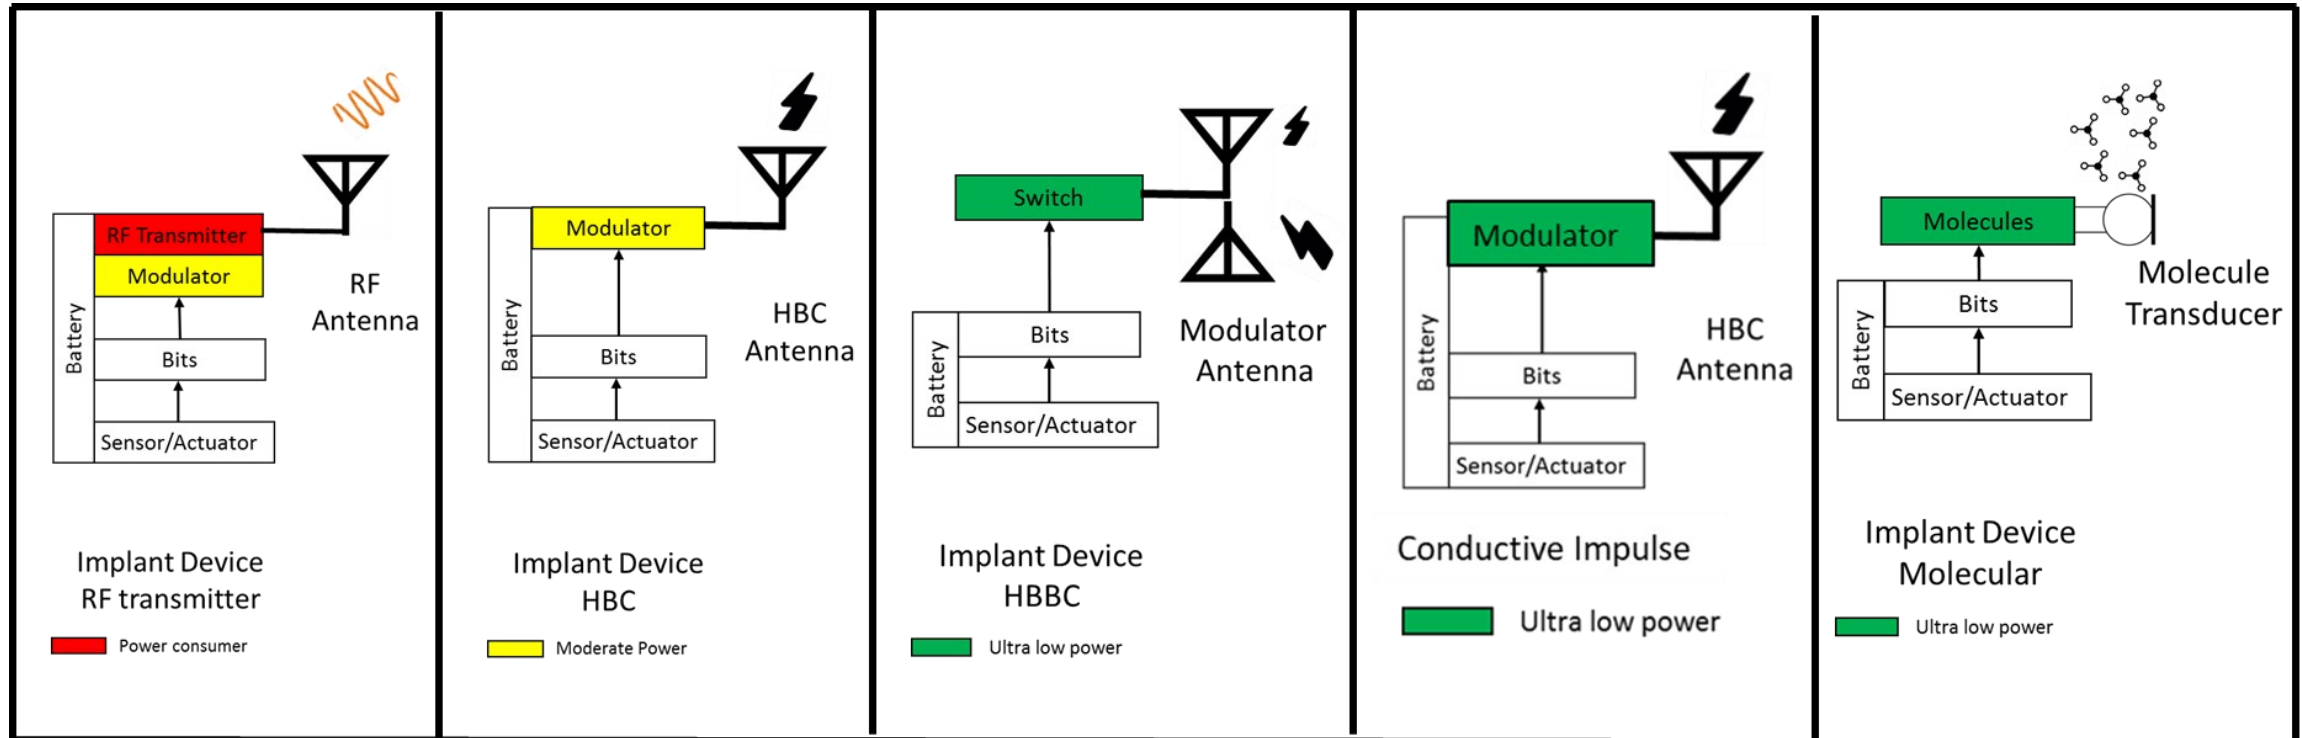 RF Transmitter
Modulator
Battery
Bits
Sensor/Actuator
RF
Antenna
Implant Device
RF transmitter
Power consumer
Modulator
Battery
Bits
Sensor/Actuator
HBC
Antenna
Implant Device
HBC
Moderate Power
Switch
Battery
Bits
Sensor/Actuator
Modulator
Antenna
Implant Device
HBBC
Ultra low power
Modulator
Battery
Bits
Sensor/Actuator
HBC
Antenna
Conductive Impulse
Ultra low power
Molecules
Battery
Bits
Sensor/Actuator
Molecule
Transducer
Implant Device
Molecular
Ultra low power